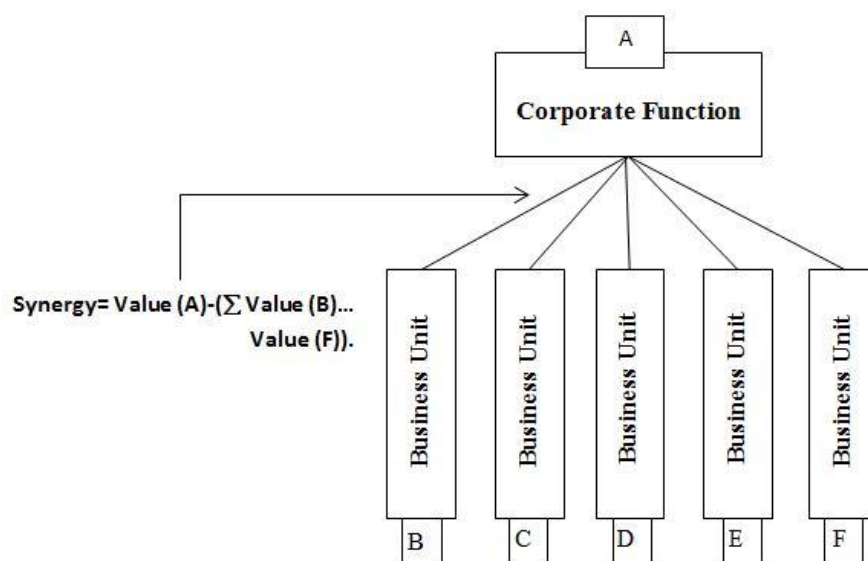 A
Corporate Function
Synergy= Value (A)-(∑ Value (B)...
Value (F)).
Business Unit
Business Unit
Business Unit
Business Unit
Business Unit
B
C
D
E
F